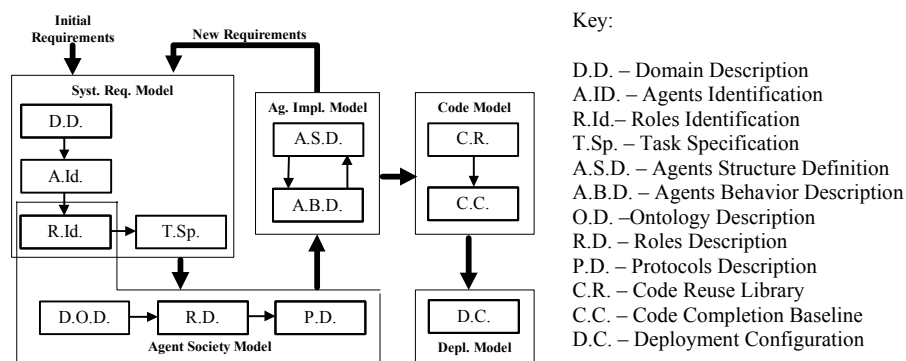 Initial
Requirements
New Requirements
Syst. Req. Model
D.D.
A.Id.
R.Id.
T.Sp.
Ag. Impl. Model
A.S.D.
A.B.D.
Code Model
C.R.
C.C.
D.O.D.
R.D.
P.D.
Agent Society Model
D.C.
Depl. Model
Key:
D.D. – Domain Description
A.ID. – Agents Identification
R.Id.– Roles Identification
T.Sp. – Task Specification
A.S.D. – Agents Structure Definition
A.B.D. – Agents Behavior Description
O.D. –Ontology Description
R.D. – Roles Description
P.D. – Protocols Description
C.R. – Code Reuse Library
C.C. – Code Completion Baseline
D.C. – Deployment Configuration